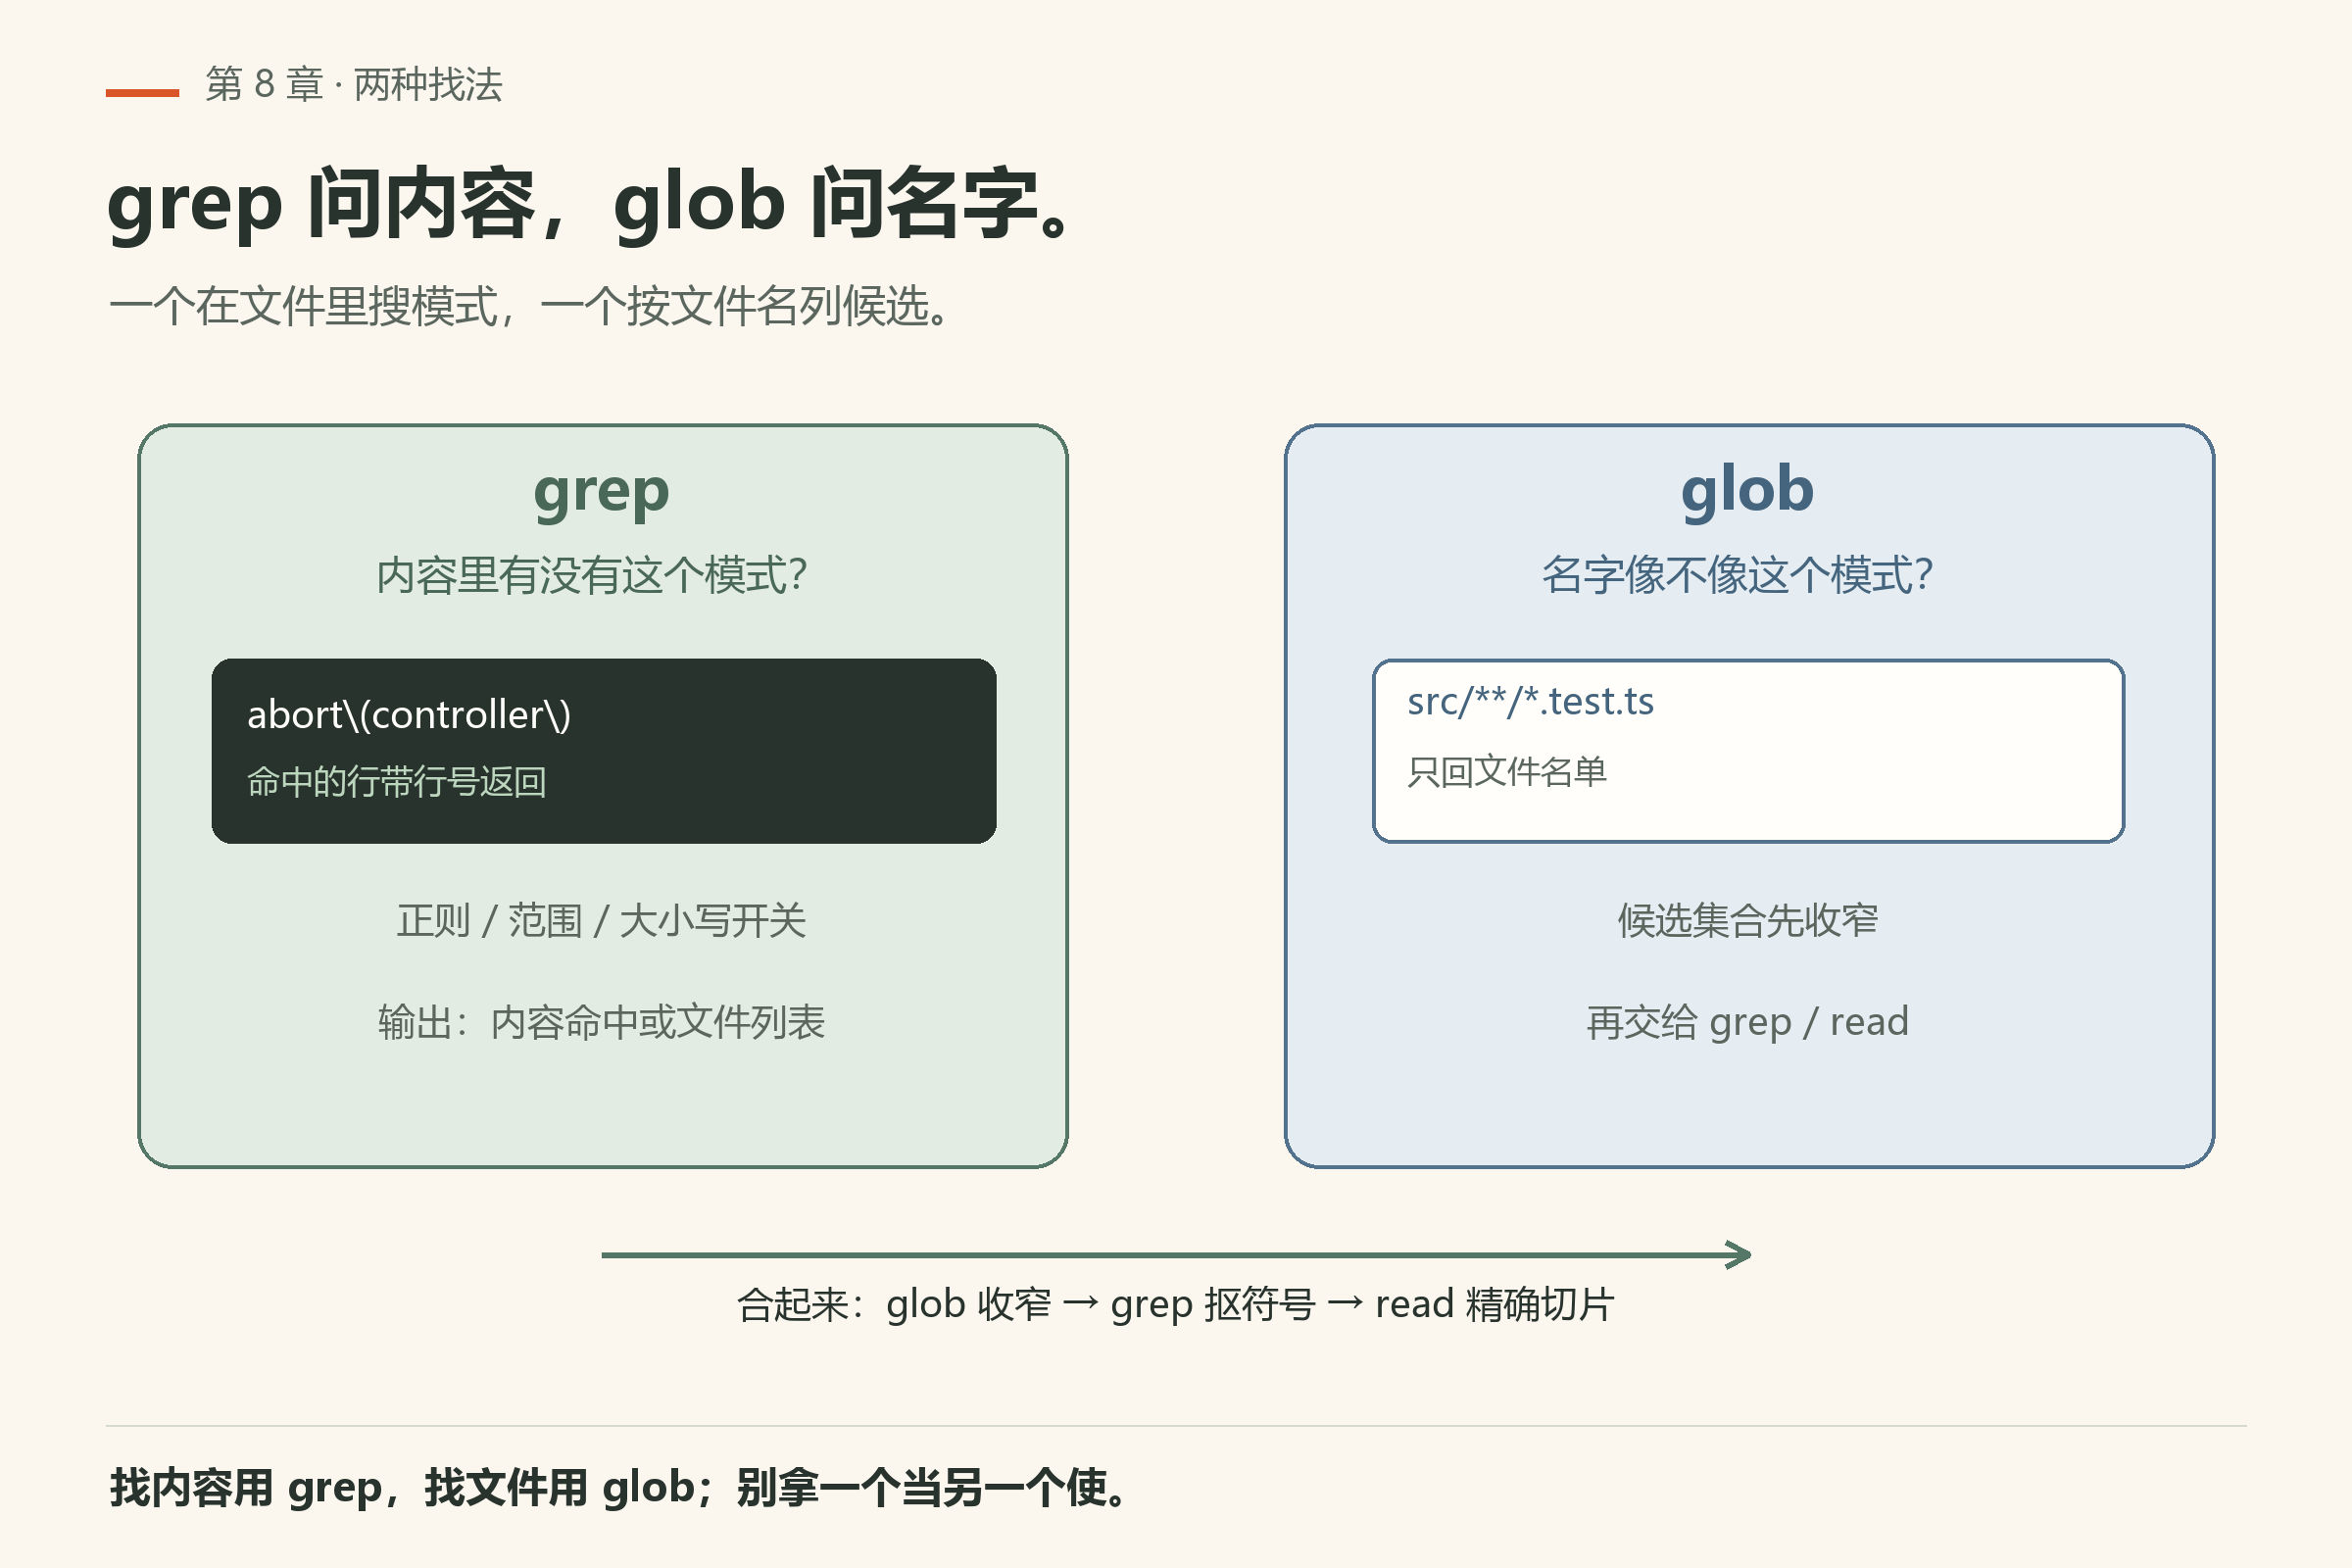 第 8 章 · 两种找法
grep 问内容，glob 问名字。
一个在文件里搜模式，一个按文件名列候选。
grep
内容里有没有这个模式？
abort\(controller\)
命中的行带行号返回
正则 / 范围 / 大小写开关
输出：内容命中或文件列表
glob
名字像不像这个模式？
src/**/*.test.ts
只回文件名单
候选集合先收窄
再交给 grep / read
合起来：glob 收窄 → grep 抠符号 → read 精确切片
找内容用 grep，找文件用 glob；别拿一个当另一个使。